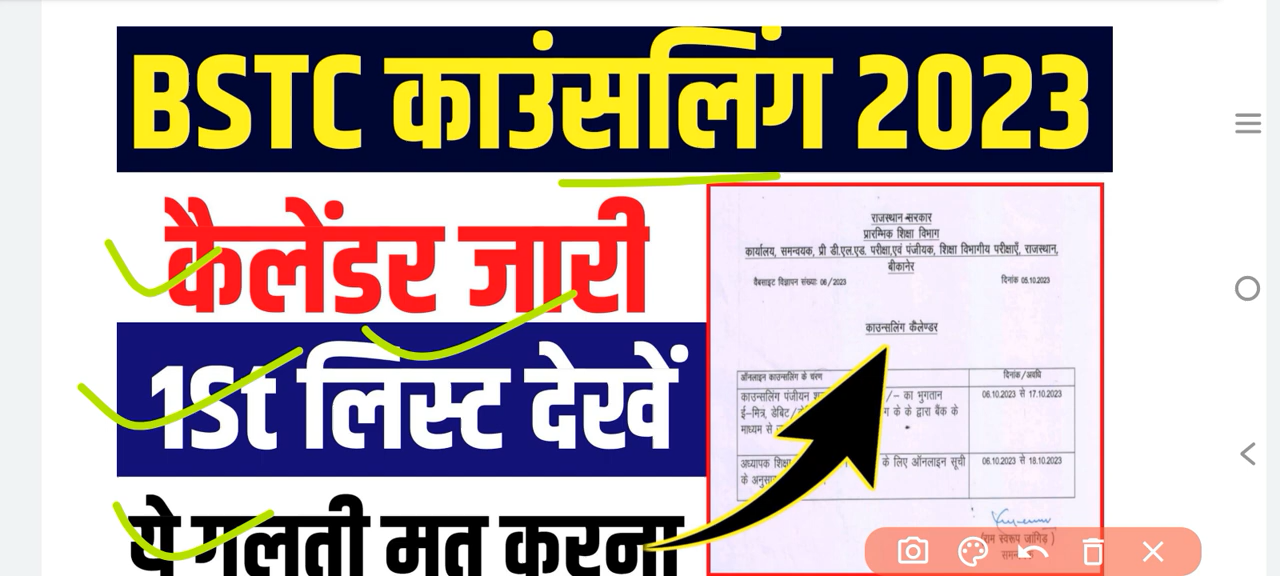 BSTC काउंसलिंग 2023
कैलेंडर जारी
1St लिस्ट देखें
ये गलती मत करना
राजस्थान सरकार
प्रारम्भिक शिक्षा विभाग
कार्यालय, समन्वयक, प्री डी.एल.एड. परीक्षा,एवं पंजीयक, शिक्षा विभागीय परीक्षाएँ, राजस्थान,
बीकानेर
वैबसाइट विज्ञापन संख्याः 06/2023 दिनांक 05.10.2023
काउन्सलिंग कैलेण्डर
ऑनलाइन काउन्सलिंग के चरण दिनांक/अवधि
काउन्सलिंग पंजीयन /– का भुगतान 06.10.2023 से 17.10.2023
ई–मित्र, डेबिट/ के द्वारा बैंक के
माध्यम से
अध्यापक शिक्षा के लिए ऑनलाइन सूची 06.10.2023 से 18.10.2023
के अनुसार
(राम स्वरूप जांगिड)